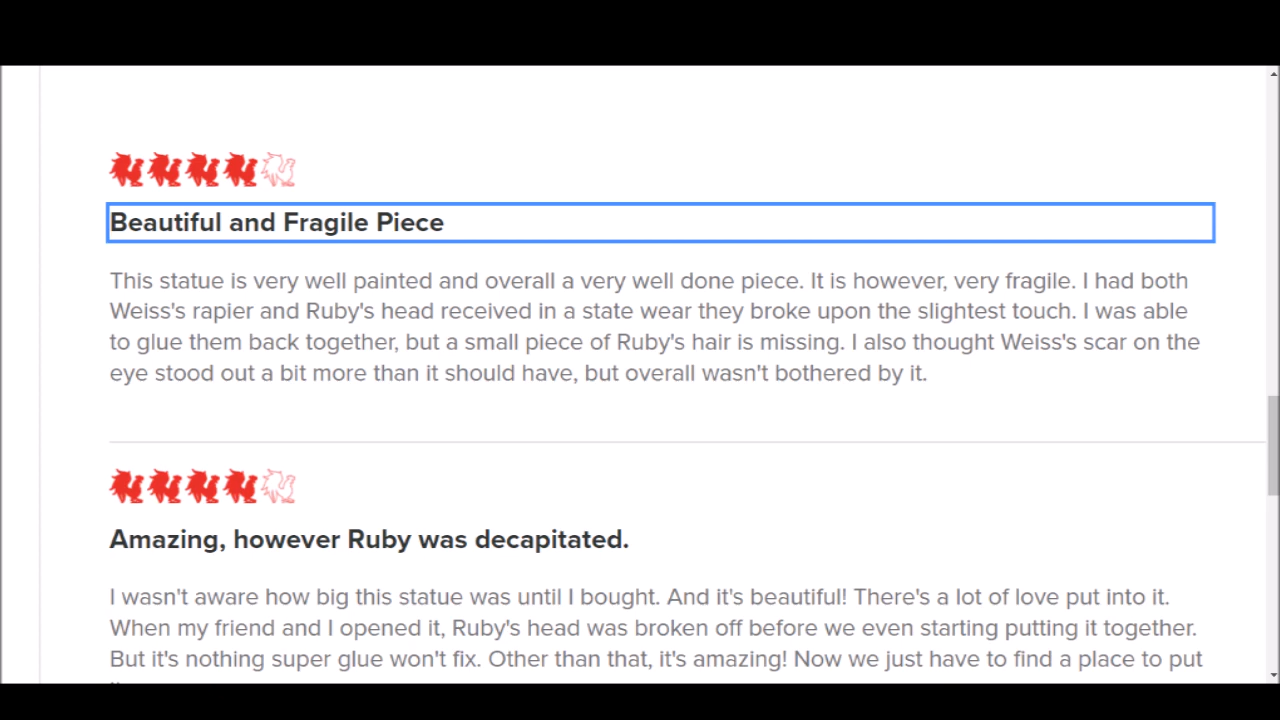 Beautiful and Fragile Piece
This statue is very well painted and overall a very well done piece. It is however, very fragile. I had both
Weiss's rapier and Ruby's head received in a state wear they broke upon the slightest touch. I was able
to glue them back together, but a small piece of Ruby's hair is missing. I also thought Weiss's scar on the
eye stood out a bit more than it should have, but overall wasn't bothered by it.
Amazing, however Ruby was decapitated.
I wasn't aware how big this statue was until I bought. And it's beautiful! There's a lot of love put into it.
When my friend and I opened it, Ruby's head was broken off before we even starting putting it together.
But it's nothing super glue won't fix. Other than that, it's amazing! Now we just have to find a place to put